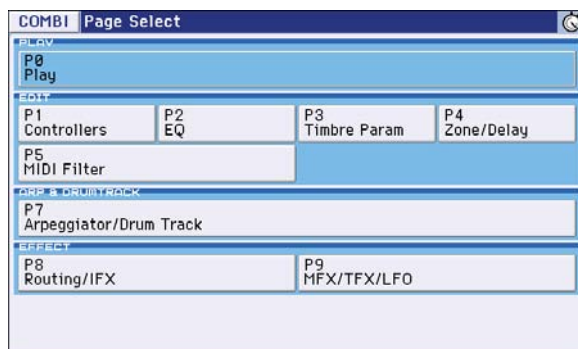 COMBI Page Select
PLAY
P0
Play
EDIT
P1
Controllers
P2
EQ
P3
Timbre Param
P4
Zone/Delay
P5
MIDI Filter
ARP & DRUMTRACK
P7
Arpeggiator/Drum Track
EFFECT
P8
Routing/IFX
P9
MFX/TFX/LFO